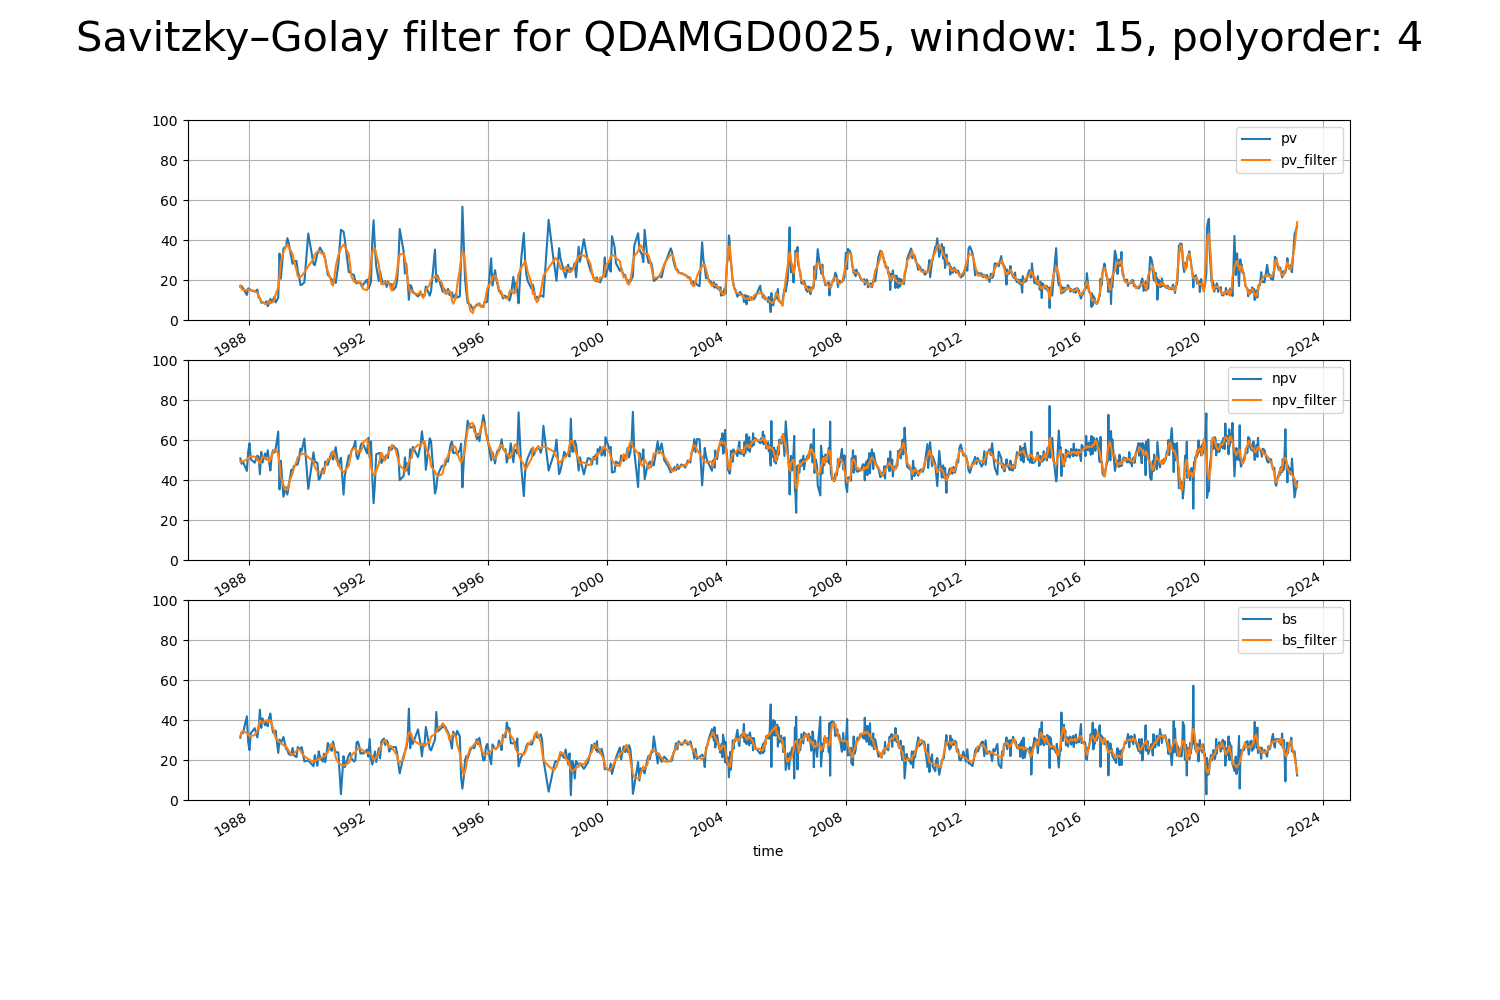 Savitzky–Golay filter for QDAMGD0025, window: 15, polyorder: 4
100
80
60
40
20
0
pv
pv_filter
1988 1992 1996 2000 2004 2008 2012 2016 2020 2024
100
80
60
40
20
0
npv
npv_filter
1988 1992 1996 2000 2004 2008 2012 2016 2020 2024
100
80
60
40
20
0
bs
bs_filter
1988 1992 1996 2000 2004 2008 2012 2016 2020 2024
time